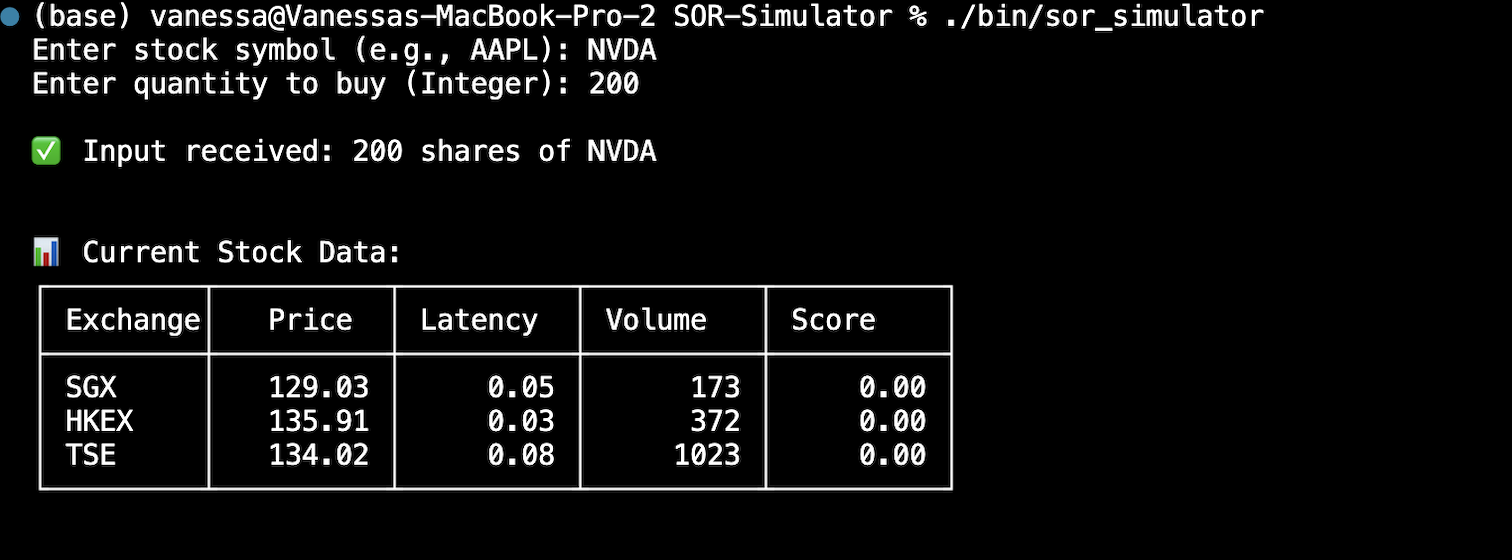 (base) vanessa@Vanessas-MacBook-Pro-2 SOR-Simulator % ./bin/sor_simulator
Enter stock symbol (e.g., AAPL): NVDA
Enter quantity to buy (Integer): 200
✅ Input received: 200 shares of NVDA
📊 Current Stock Data:
Exchange Price Latency Volume Score
SGX 129.03 0.05 173 0.00
HKEX 135.91 0.03 372 0.00
TSE 134.02 0.08 1023 0.00